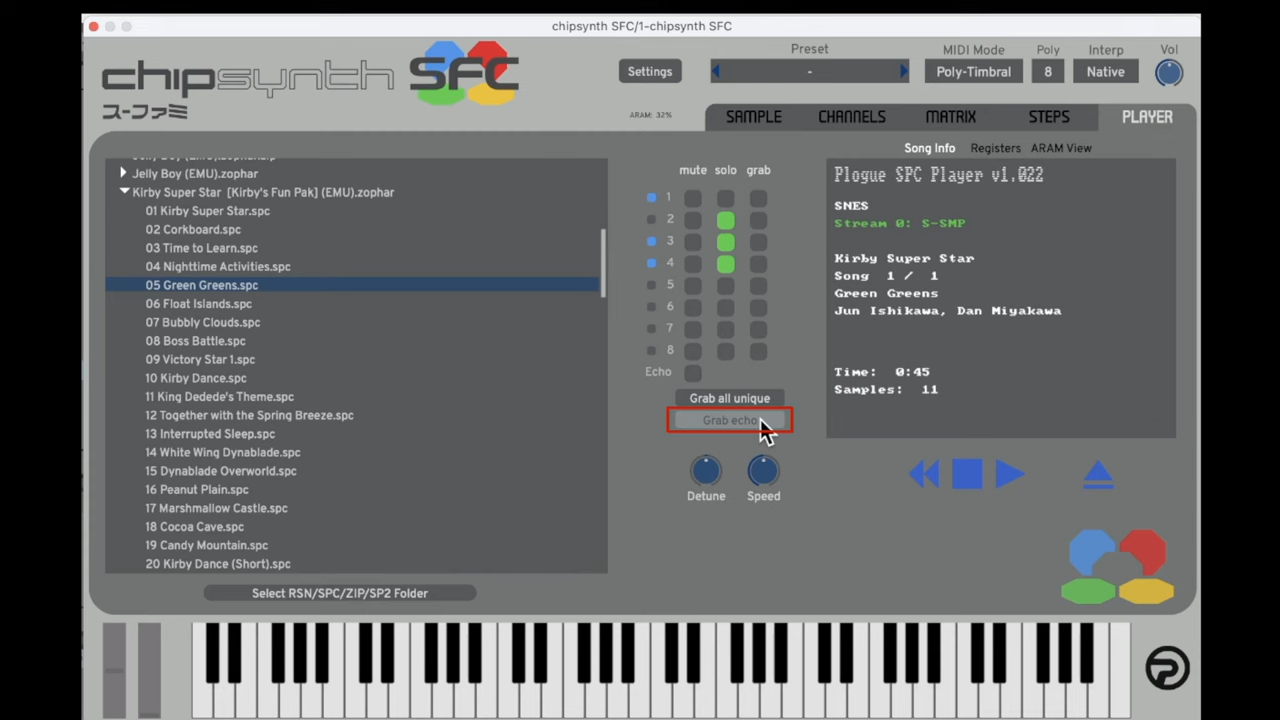 chipsynth SFC/1-chipsynth SFC
chipsynth SFC
スーファミ
Settings
Preset
-
MIDI Mode
Poly-Timbral
Poly
8
Interp
Native
Vol
ARAM: 32%
SAMPLE
CHANNELS
MATRIX
STEPS
PLAYER
Song Info
Registers
ARAM View
Jelly Boy (EMU).zophar.zip
Jelly Boy (EMU).zophar
Kirby Super Star [Kirby's Fun Pak] (EMU).zophar
01 Kirby Super Star.spc
02 Corkboard.spc
03 Time to Learn.spc
04 Nighttime Activities.spc
05 Green Greens.spc
06 Float Islands.spc
07 Bubbly Clouds.spc
08 Boss Battle.spc
09 Victory Star 1.spc
10 Kirby Dance.spc
11 King Dedede's Theme.spc
12 Together with the Spring Breeze.spc
13 Interrupted Sleep.spc
14 White Wing Dynablade.spc
15 Dynablade Overworld.spc
16 Peanut Plain.spc
17 Marshmallow Castle.spc
18 Cocoa Cave.spc
19 Candy Mountain.spc
20 Kirby Dance (Short).spc
Select RSN/SPC/ZIP/SP2 Folder
mute solo grab
1
2
3
4
5
6
7
8
Echo
Grab all unique
Grab echo
Detune
Speed
Plogue SPC Player v1.022
SNES
Stream 0: S-SMP
Kirby Super Star
Song 1 / 1
Green Greens
Jun Ishikawa, Dan Miyakawa
Time: 0:45
Samples: 11